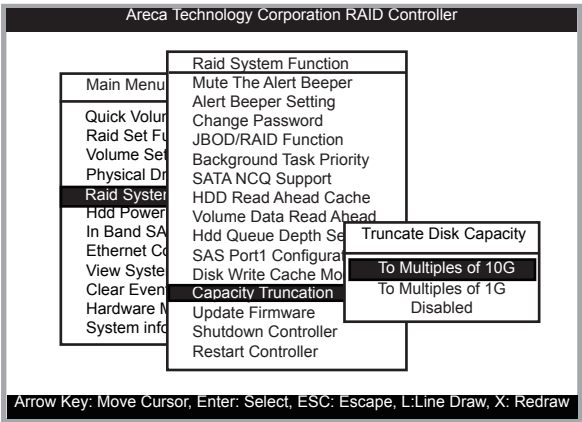 Areca Technology Corporation RAID Controller
Main Menu
Quick Volur
Raid Set Fu
Volume Set
Physical Dr
Raid System
Hdd Power
In Band SA
Ethernet Co
View Syste
Clear Even
Hardware M
System info
Raid System Function
Mute The Alert Beeper
Alert Beeper Setting
Change Password
JBOD/RAID Function
Background Task Priority
SATA NCQ Support
HDD Read Ahead Cache
Volume Data Read Ahead
Hdd Queue Depth Se
SAS Port1 Configurat
Disk Write Cache Mo
Capacity Truncation
Update Firmware
Shutdown Controller
Restart Controller
Truncate Disk Capacity
To Multiples of 10G
To Multiples of 1G
Disabled
Arrow Key: Move Cursor, Enter: Select, ESC: Escape, L:Line Draw, X: Redraw